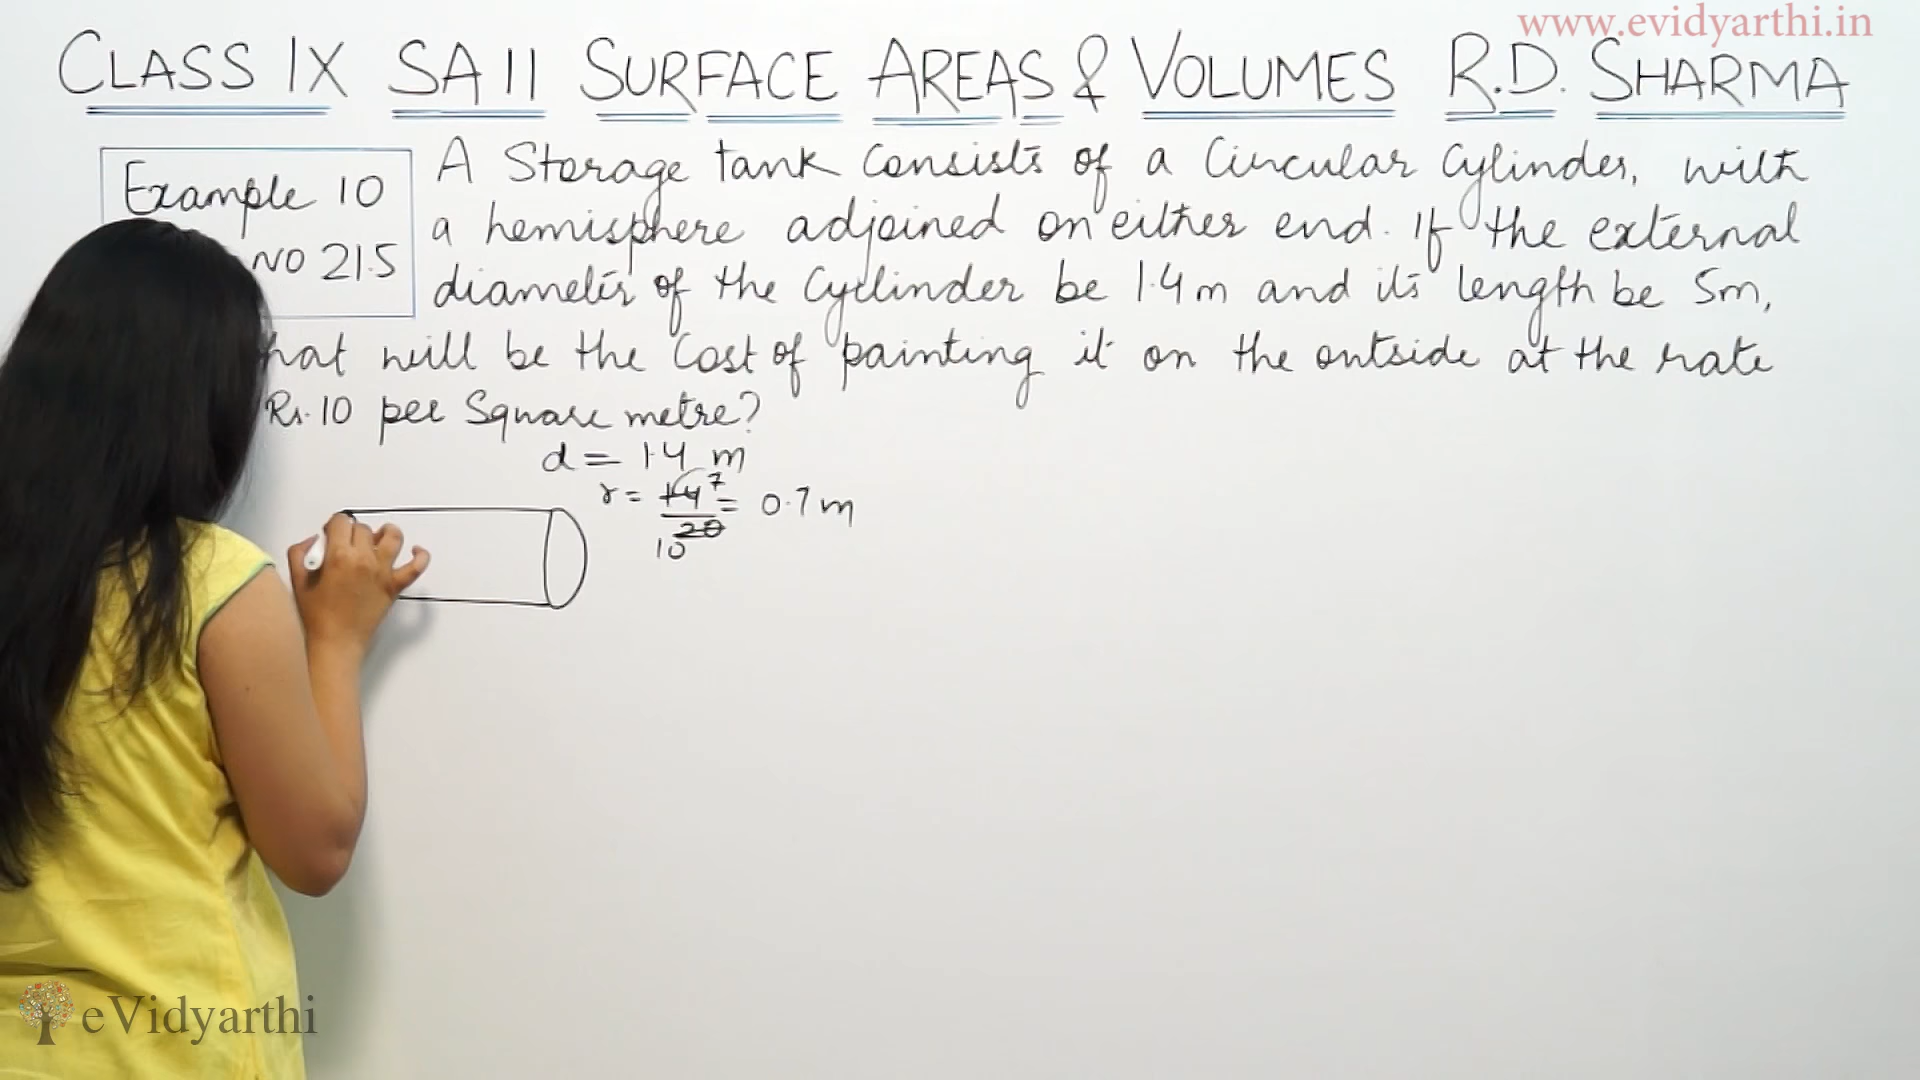 www.evidyarthi.in
CLASS IX SA II SURFACE AREAS & VOLUMES R.D. SHARMA
Example 10
NO 21.5
A Storage tank consists of a Circular Cylinder, with
a hemisphere adjoined on either end. If the external
diameter of the Cylinder be 1.4m and its length be 5m,
will be the Cost of painting it on the outside at the rate
Rs.10 per Square metre?
d = 1.4 m
r = 14 7 = 0.7 m
20
10
eVidyarthi